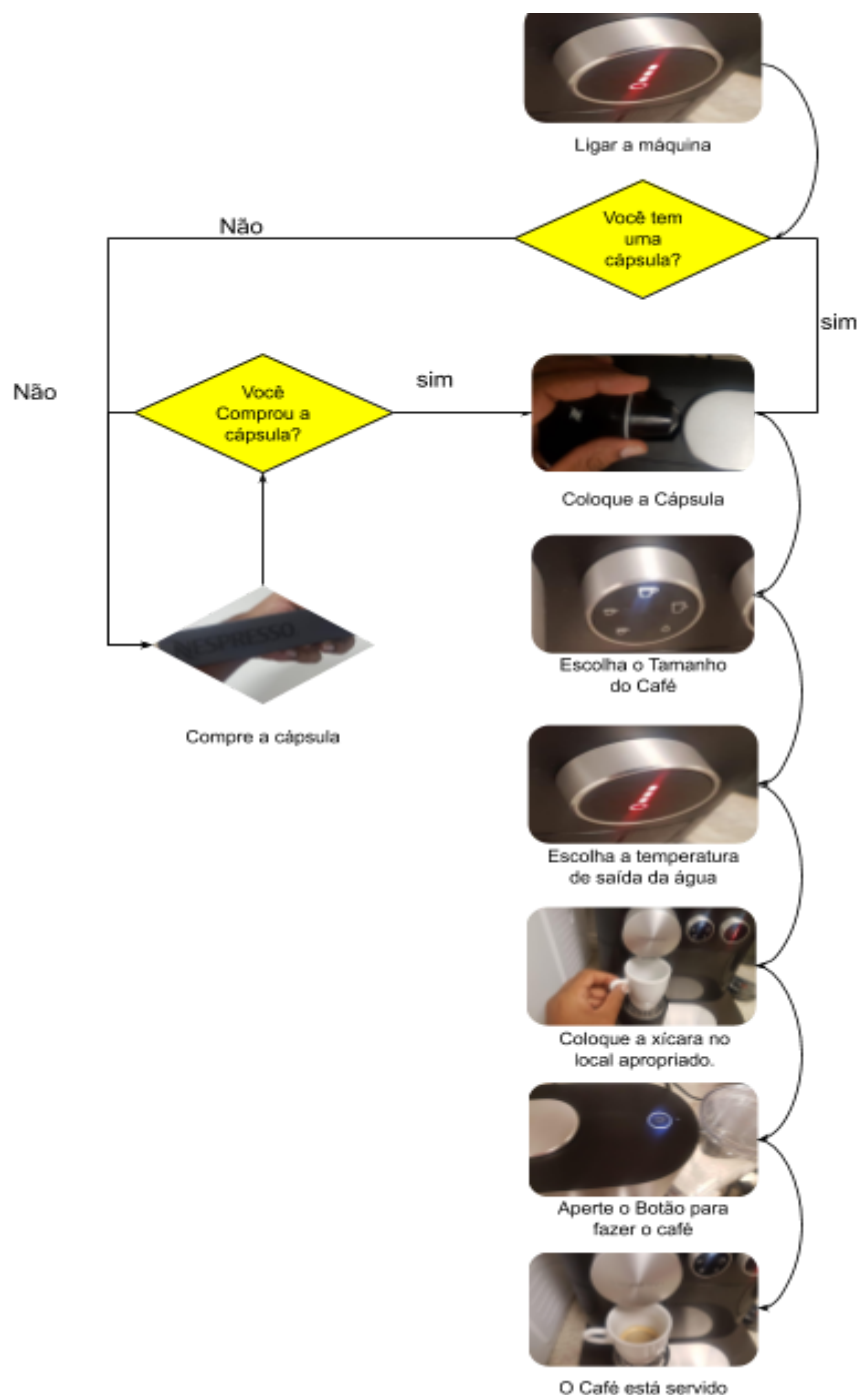 Ligar a máquina
Você tem
uma
cápsula?
Não
sim
Não
Você
Comprou a
cápsula?
sim
Coloque a Cápsula
NESPRESSO
Compre a cápsula
Escolha o Tamanho
do Café
Escolha a temperatura
de saída da água
Coloque a xícara no
local apropriado.
Aperte o Botão para
fazer o café
O Café está servido